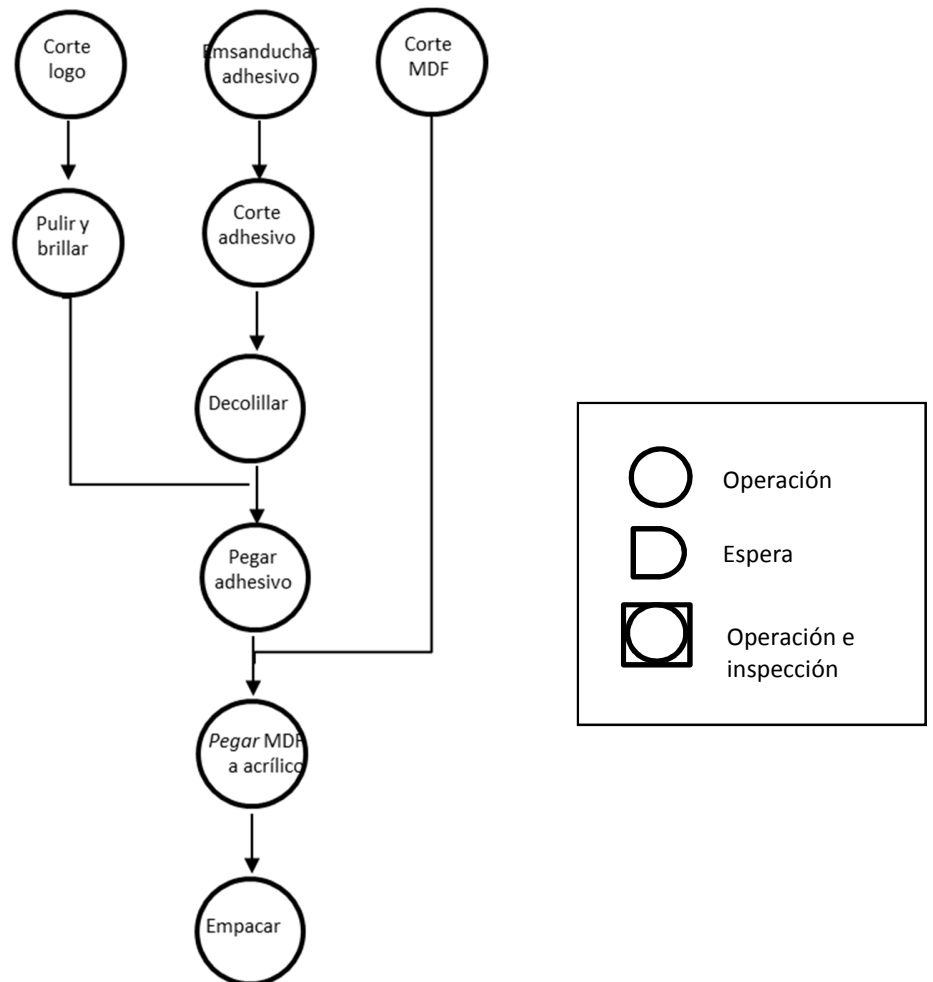 Corte
logo
Emsanduchar
adhesivo
Corte
MDF
Pulir y
brillar
Corte
adhesivo
Decolillar
Pegar
adhesivo
Pegar MDF
a acrílico
Empacar
Operación
Espera
Operación e
inspección